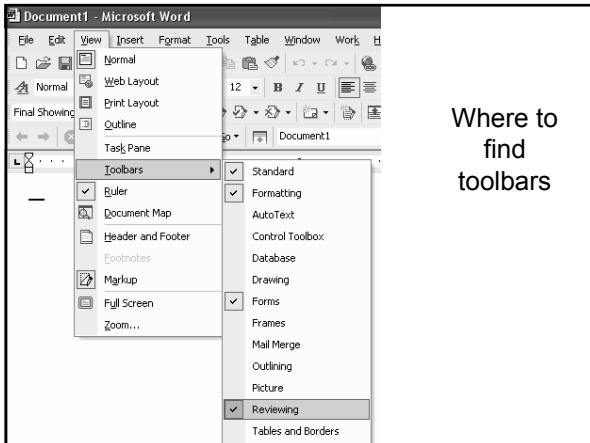 Document1 - Microsoft Word
File Edit View Insert Format Tools Table Window Work H
Normal 12 B I U
Final Showing
Go Document1
Normal
Web Layout
Print Layout
Outline
Task Pane
Toolbars
Ruler
Document Map
Header and Footer
Footnotes
Markup
Full Screen
Zoom...
Standard
Formatting
AutoText
Control Toolbox
Database
Drawing
Forms
Frames
Mail Merge
Outlining
Picture
Reviewing
Tables and Borders
Where to
find
toolbars